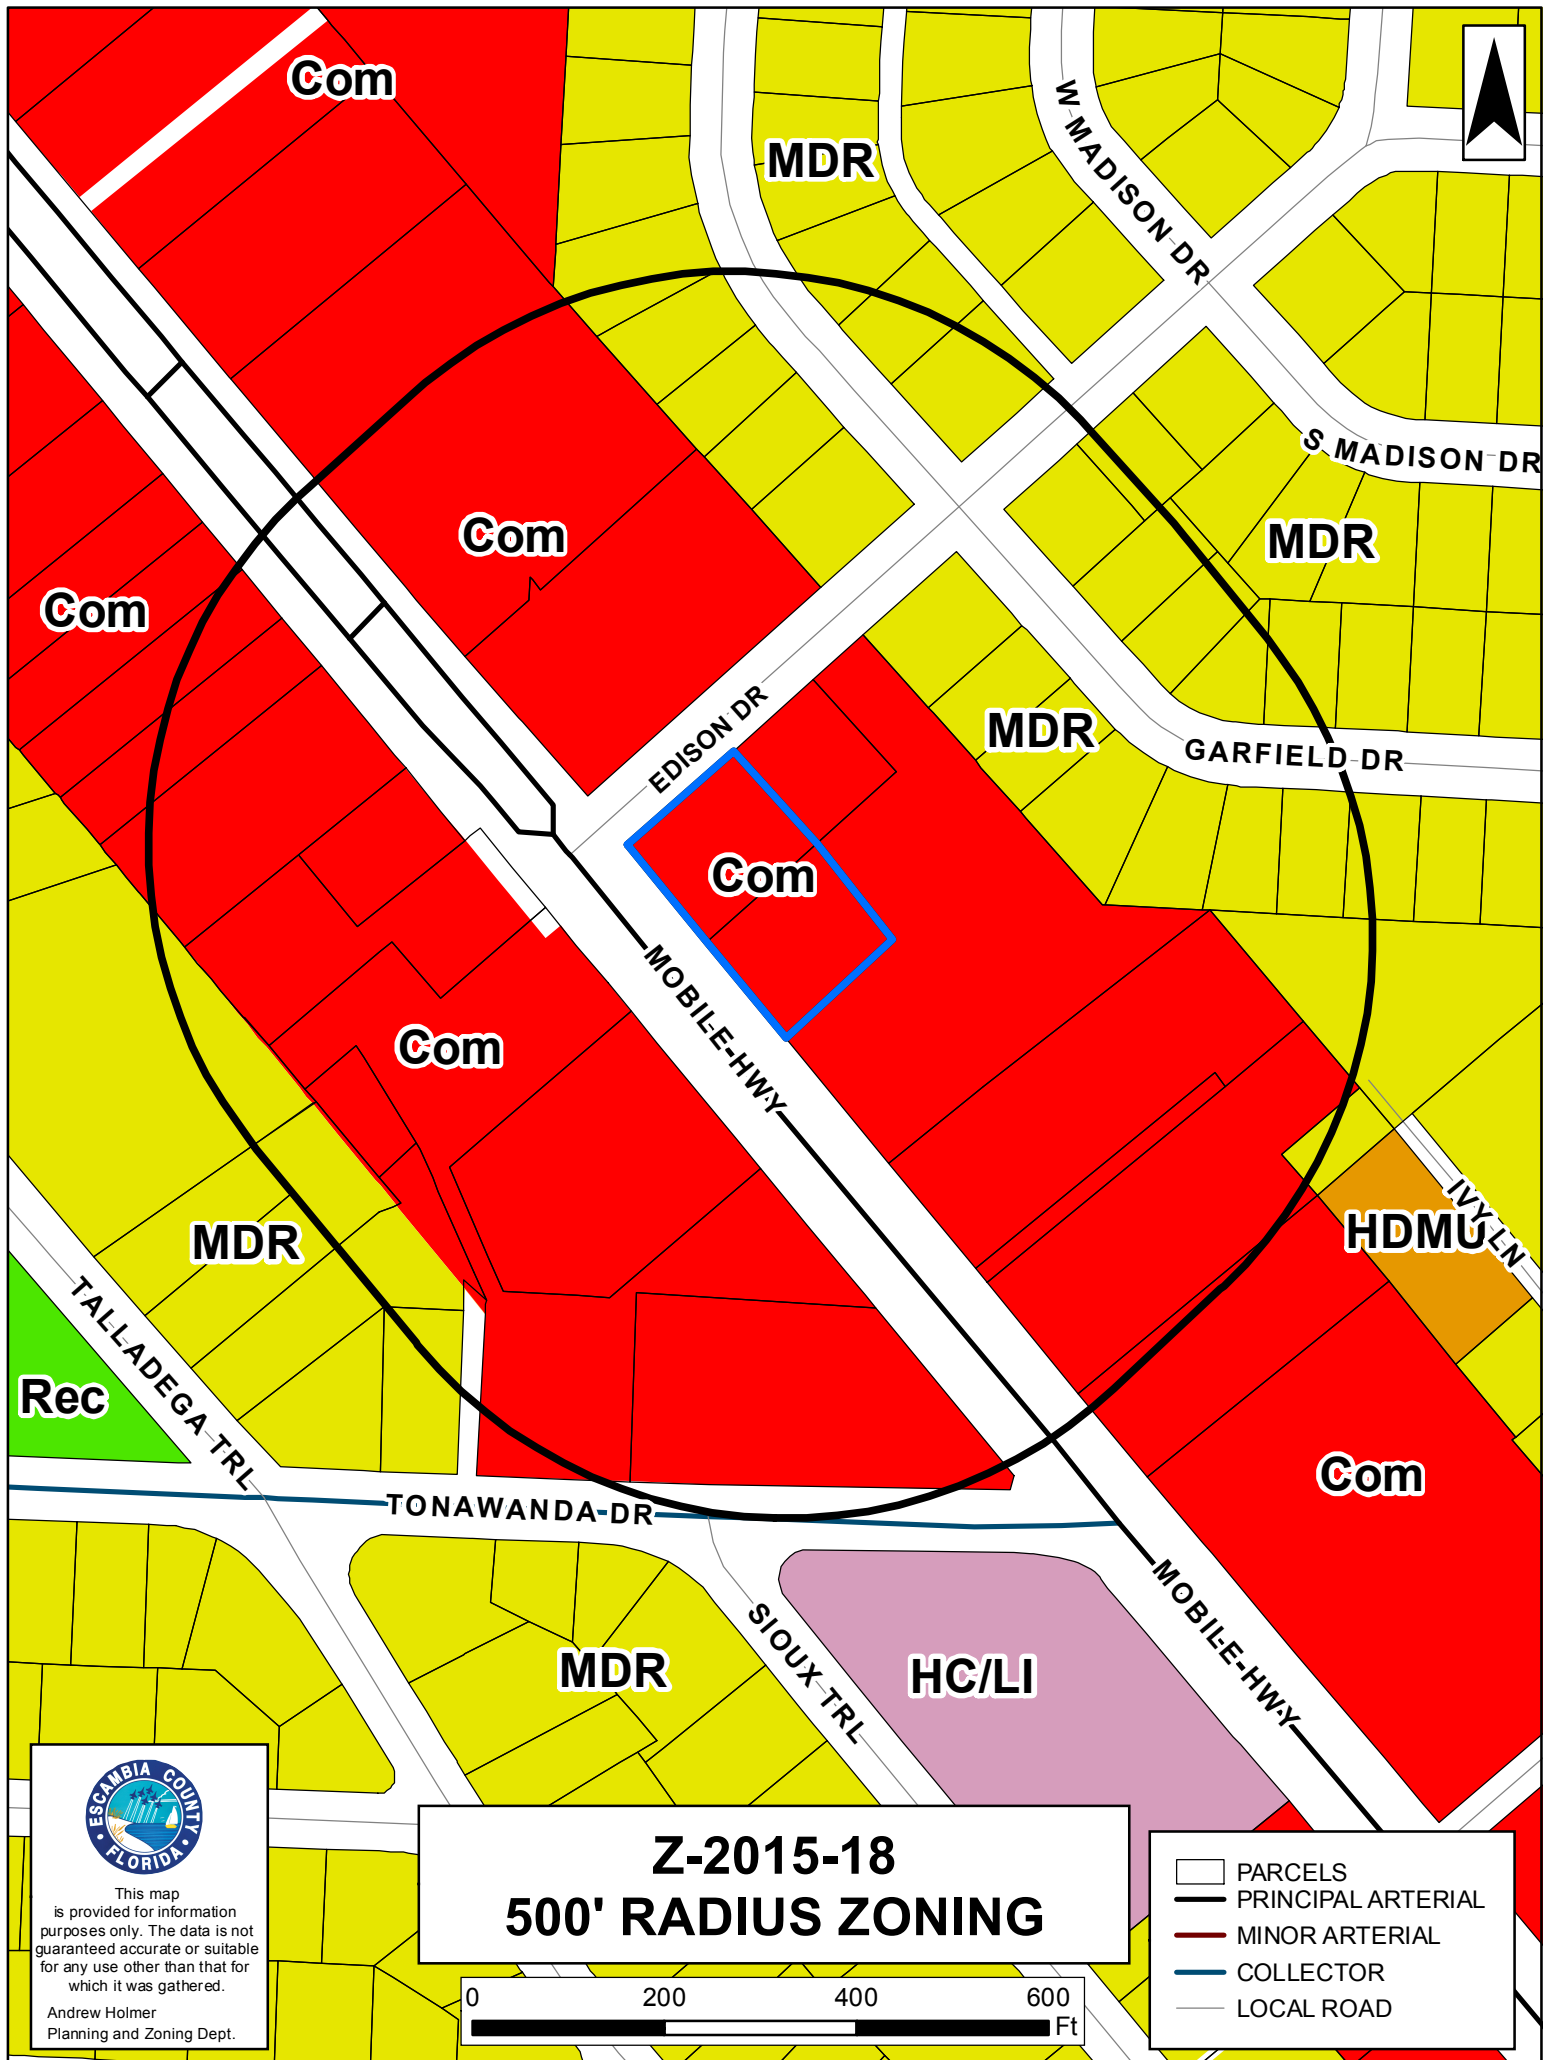 Com
MDR
W MADISON DR
S MADISON DR
Com
MDR
Com
EDISON DR
MDR
GARFIELD DR
Com
MOBILE HWY
Com
MDR
IVY LN
HDMU
TALLADEGA TRL
Rec
Com
TONAWANDA DR
MOBILE HWY
SIOUX TRL
MDR
HC/LI
ESCAMBIA COUNTY
FLORIDA
This map
is provided for information
purposes only. The data is not
guaranteed accurate or suitable
for any use other than that for
which it was gathered.
Andrew Holmer
Planning and Zoning Dept.
Z-2015-18
500' RADIUS ZONING
0 200 400 600
Ft
PARCELS
PRINCIPAL ARTERIAL
MINOR ARTERIAL
COLLECTOR
LOCAL ROAD